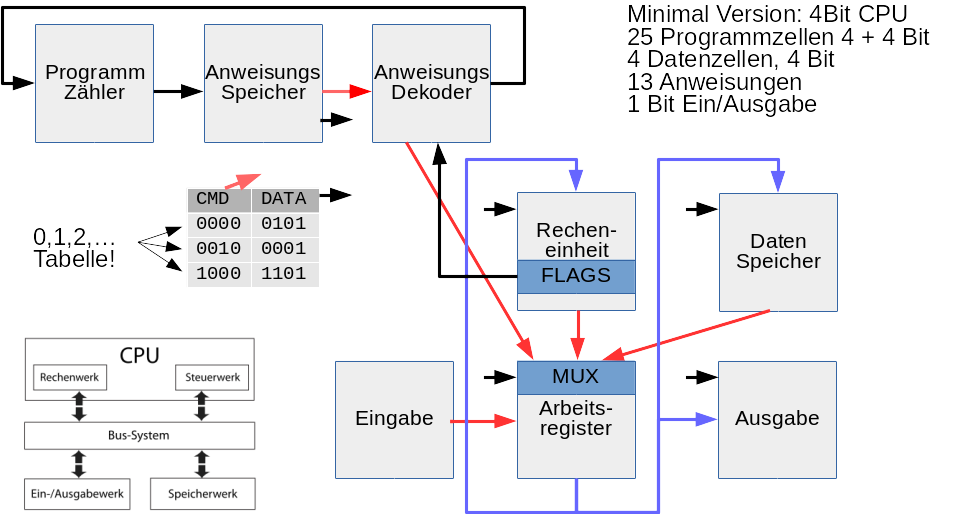 Minimal Version: 4Bit CPU
25 Programmzellen 4 + 4 Bit
4 Datenzellen, 4 Bit
13 Anweisungen
1 Bit Ein/Ausgabe
Programm
Zähler
Anweisungs
Speicher
Anweisungs
Dekoder
CMD DATA
0000 0101
0010 0001
1000 1101
0,1,2,...
Tabelle!
Rechen-
einheit
FLAGS
Daten
Speicher
CPU
Rechenwerk
Steuerwerk
Bus-System
Ein-/Ausgabewerk
Speicherwerk
Eingabe
MUX
Arbeits-
register
Ausgabe